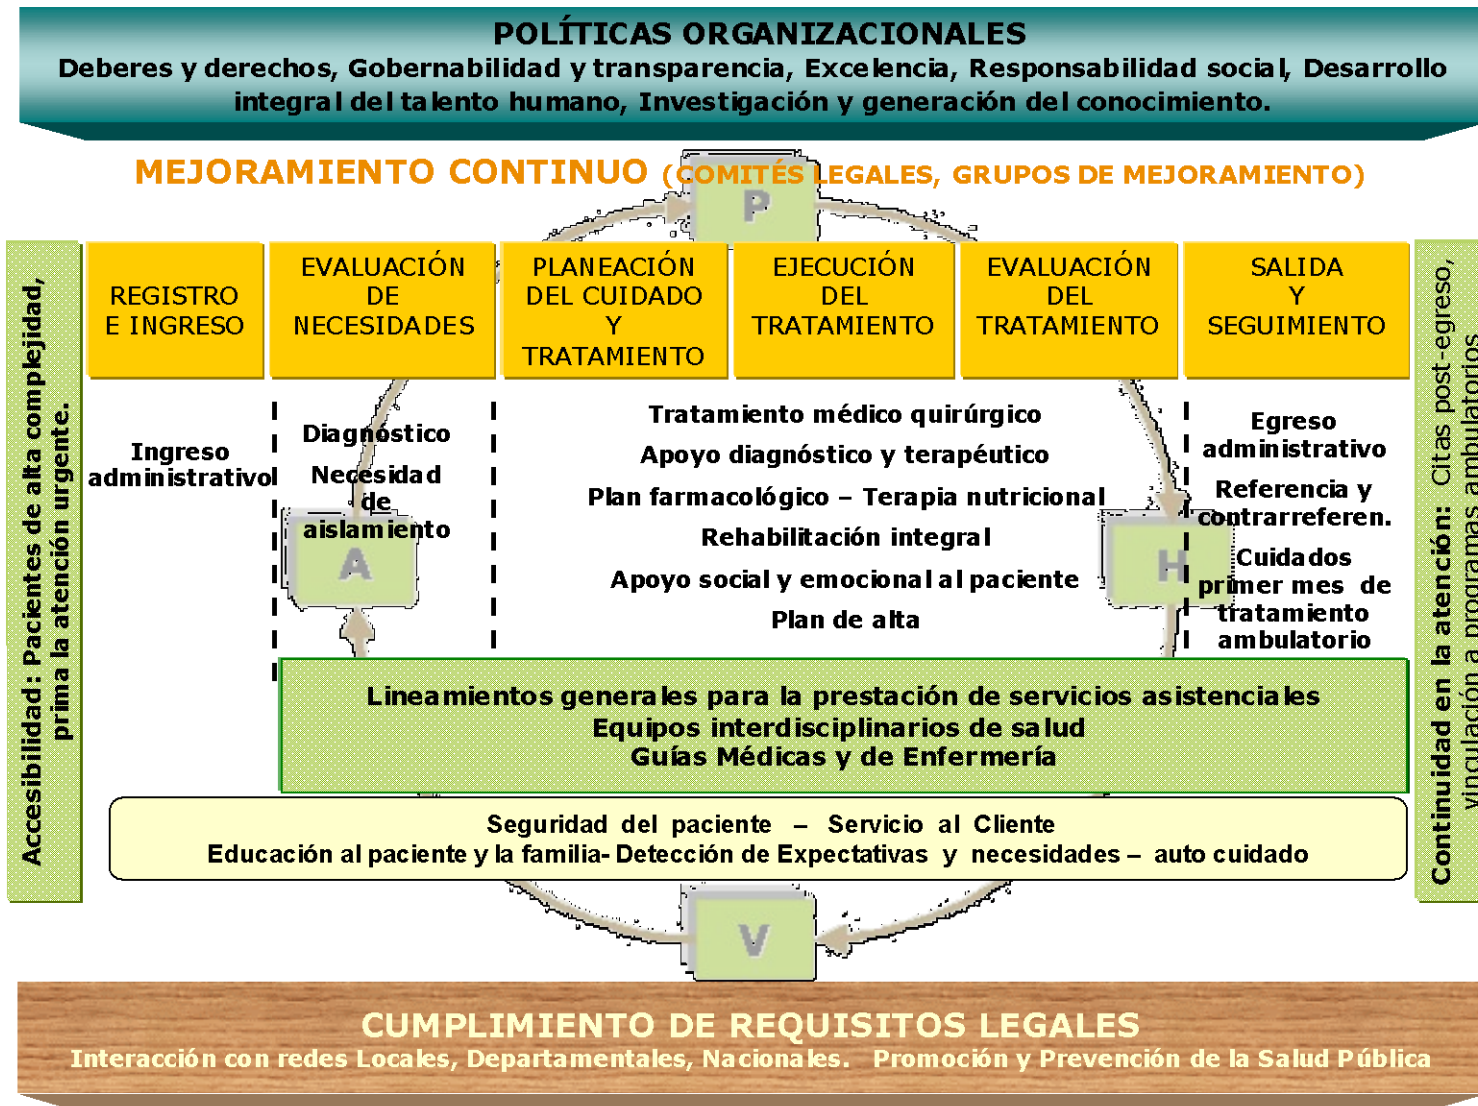 POLÍTICAS ORGANIZACIONALES
Deberes y derechos, Gobernabilidad y transparencia, Excelencia, Responsabilidad social, Desarrollo
integral del talento humano, Investigación y generación del conocimiento.
MEJORAMIENTO CONTINUO (COMITÉS LEGALES, GRUPOS DE MEJORAMIENTO)
P
Accesibilidad: Pacientes de alta complejidad,
prima la atención urgente.
REGISTRO
E INGRESO
EVALUACIÓN
DE
NECESIDADES
PLANEACIÓN
DEL CUIDADO
Y
TRATAMIENTO
EJECUCIÓN
DEL
TRATAMIENTO
EVALUACIÓN
DEL
TRATAMIENTO
SALIDA
Y
SEGUIMIENTO
Ingreso
administrativo
Diagnóstico
Necesidad
de
aislamiento
A
Tratamiento médico quirúrgico
Apoyo diagnóstico y terapéutico
Plan farmacológico – Terapia nutricional
Rehabilitación integral
Apoyo social y emocional al paciente
Plan de alta
H
Egreso
administrativo
Referencia y
contrarreferen.
Cuidados
primer mes de
tratamiento
ambulatorio
Continuidad en la atención: Citas post-egreso,
vinculación a programas ambulatorios
Lineamientos generales para la prestación de servicios asistenciales
Equipos interdisciplinarios de salud
Guías Médicas y de Enfermería
Seguridad del paciente – Servicio al Cliente
Educación al paciente y la familia- Detección de Expectativas y necesidades – auto cuidado
V
CUMPLIMIENTO DE REQUISITOS LEGALES
Interacción con redes Locales, Departamentales, Nacionales. Promoción y Prevención de la Salud Pública